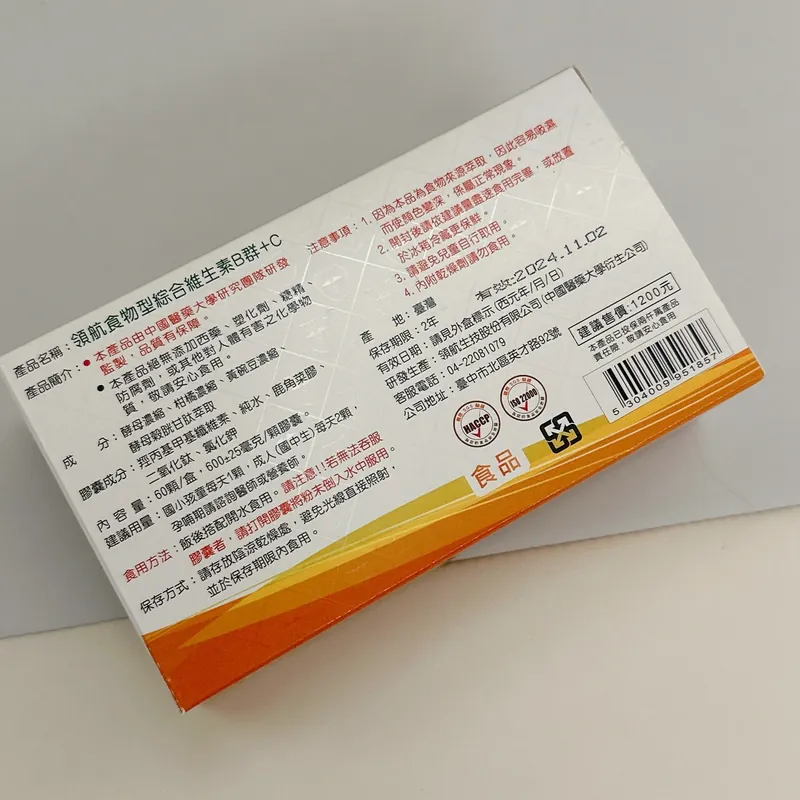 產品名稱：領航食物型綜合維生素B群+C
產品簡介：●本產品由中國醫藥大學研究團隊研發
監製，品質有保障。
●本產品絕無添加西藥、塑化劑、糖精、
防腐劑，或其他對人體有害之化學物
質，敬請安心食用。
成　分：酵母濃縮、柑橘濃縮、黃豌豆濃縮、
酵母穀胱甘肽萃取
膠囊成分：羥丙基甲基纖維素、純水、鹿角菜膠、
二氧化鈦、氯化鉀
內 容 量：60顆/盒，600±25毫克/顆膠囊。
建議用量：國小孩童每天1顆，成人(國中生)每天2顆，
孕哺期請諮詢醫師或營養師。
食用方法：飯後搭配開水食用。請注意!!若無法吞服
膠囊者，請打開膠囊將粉末倒入水中服用。
保存方式：請存放陰涼乾燥處，避免光線直接照射，
並於保存期限內食用。
注意事項：1. 因為本品為食物來源萃取，因此容易吸濕
而使顏色變深，係屬正常現象。
2. 開封後請依建議量盡速食用完畢，或放置
於冰箱冷藏更保鮮。
3. 請避免兒童自行取用。
4. 內附乾燥劑請勿食用。
有效:2024.11.02
產　地：臺灣
保存期限：2年
有效日期：請見外盒標示(西元年/月/日)
研發生產：領航生技股份有限公司(中國醫藥大學衍生公司)
客服電話：04-22081079
公司地址：臺中市北區英才路92號
建議售價：1200元
本產品已投保兩仟萬產品
責任險，敬請安心食用
5 304009 951857
HACCP
ISO 22000
食品